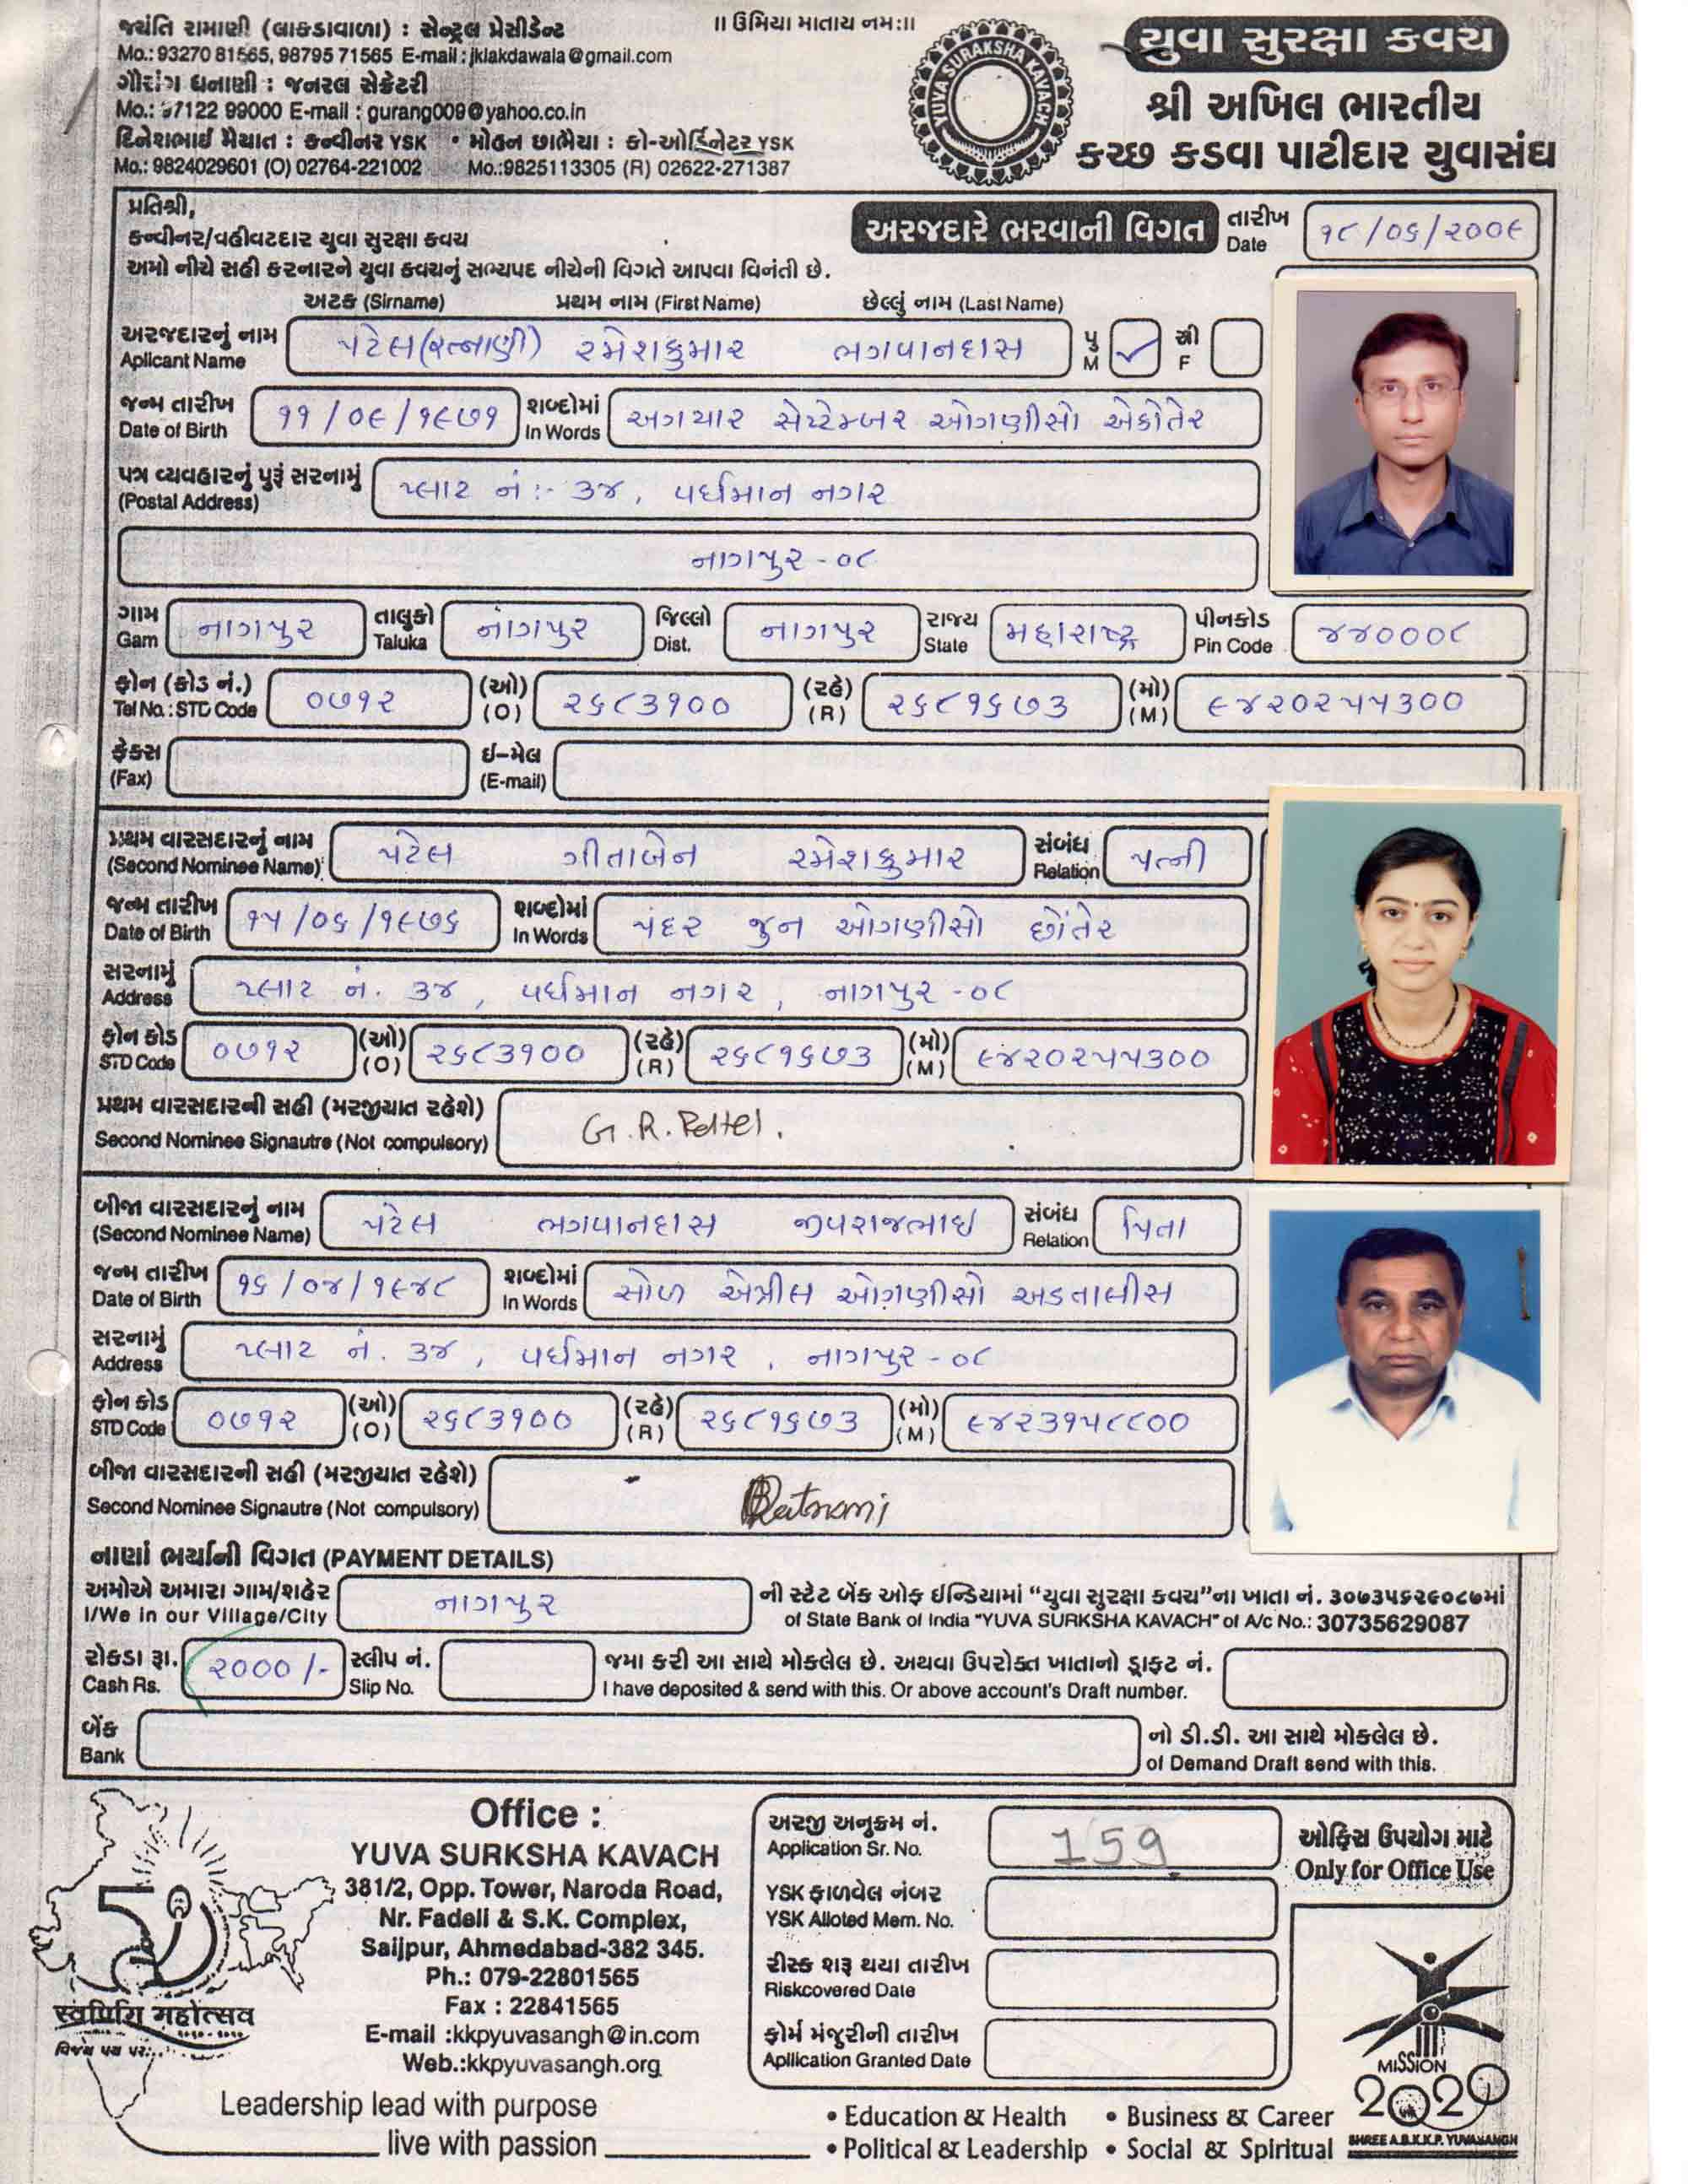 જયંતિ રામાણી (લાકડાવાળા) : સેન્ટ્રલ પ્રેસીડેન્ટ
Mo.: 93270 81565, 98795 71565 E-mail : jklakdawala@gmail.com
ગૌરાંગ ધનાણી : જનરલ સેક્રેટરી
Mo.: 97122 99000 E-mail : gurang009@yahoo.co.in
દિનેશભાઈ મૈયાત : કન્વીનર YSK • મોહન છાભૈયા : કો-ઓર્ડિનેટર YSK
Mo.: 9824029601 (O) 02764-221002 Mo.:9825113305 (R) 02622-271387
॥ ઉમિયા માતાય નમ:॥
YUVA SURAKSHA KAVACH
યુવા સુરક્ષા કવચ
શ્રી અખિલ ભારતીય
કચ્છ કડવા પાટીદાર યુવાસંઘ
પ્રતિશ્રી,
કન્વીનર/વહીવટદાર યુવા સુરક્ષા કવચ
અમો નીચે સહી કરનારને યુવા કવચનું સભ્યપદ નીચેની વિગતે આપવા વિનંતી છે.
અરજદારે ભરવાની વિગત
તારીખ ૧૮/૦૬/૨૦૦૯
Date
અટક (Sirname) પ્રથમ નામ (First Name) છેલ્લું નામ (Last Name)
અરજદારનું નામ પટેલ(રત્નાણી) રમેશકુમાર ભગવાનદાસ પુ ✓ સ્રી
Aplicant Name M F
જન્મ તારીખ ૧૧/૦૯/૧૯૭૧ શબ્દોમાં અગયાર સેપ્ટેમ્બર ઓગણીસો એકોતેર
Date of Birth In Words
પત્ર વ્યવહારનું પુરૂં સરનામું પ્લાટ નં:- ૩૪, વર્ધમાન નગર
(Postal Address)
નાગપુર -૦૮
ગામ નાગપુર તાલુકો નાગપુર જિલ્લો નાગપુર રાજ્ય મહારાષ્ટ્ર પીનકોડ ૪૪૦૦૦૮
Gam Taluka Dist. State Pin Code
ફોન (કોડ નં.) ૦૭૧૨ (ઓ) ૨૬૮૩૧૦૦ (રહે) ૨૬૮૧૬૭૩ (મો) ૯૪૨૦૨૫૫૩૦૦
Tel No. : STD Code (O) (R) (M)
ફેક્સ ઈ-મેલ
(Fax) (E-mail)
પ્રથમ વારસદારનું નામ પટેલ ગીતાબેન રમેશકુમાર સંબંધ પત્ની
(Second Nominee Name) Relation
જન્મ તારીખ ૧૫/૦૬/૧૯૭૬ શબ્દોમાં પંદર જુન ઓગણીસો છોંતેર
Date of Birth In Words
સરનામું પ્લાટ નં. ૩૪, વર્ધમાન નગર, નાગપુર -૦૮
Address
ફોન કોડ ૦૭૧૨ (ઓ) ૨૬૮૩૧૦૦ (રહે) ૨૬૮૧૬૭૩ (મો) ૯૪૨૦૨૫૫૩૦૦
STD Code (O) (R) (M)
પ્રથમ વારસદારની સહી (મરજીયાત રહેશે) G. R. Patel.
Second Nominee Signautre (Not compulsory)
બીજા વારસદારનું નામ પટેલ ભગવાનદાસ જીવરાજભાઇ સંબંધ પિતા
(Second Nominee Name) Relation
જન્મ તારીખ ૧૬/૦૪/૧૯૪૮ શબ્દોમાં સોળ એપ્રીલ ઓગણીસો અડતાલીસ
Date of Birth In Words
સરનામું પ્લાટ નં. ૩૪, વર્ધમાન નગર, નાગપુર -૦૮
Address
ફોન કોડ ૦૭૧૨ (ઓ) ૨૬૮૩૧૦૦ (રહે) ૨૬૮૧૬૭૩ (મો) ૯૪૨૩૧૫૮૮૦૦
STD Code (O) (R) (M)
બીજા વારસદારની સહી (મરજીયાત રહેશે) BRatnani
Second Nominee Signautre (Not compulsory)
નાણાં ભર્યાની વિગત (PAYMENT DETAILS)
અમોએ અમારા ગામ/શહેર નાગપુર ની સ્ટેટ બેંક ઓફ ઈન્ડિયામાં "યુવા સુરક્ષા કવચ"ના ખાતા નં. ૩૦૭૩૫૬૨૯૦૮૭માં
I/We in our Village/City of State Bank of India "YUVA SURKSHA KAVACH" of A/c No.: 30735629087
રોકડા રૂા. ૨૦૦૦/- સ્લીપ નં. જમા કરી આ સાથે મોકલેલ છે. અથવા ઉપરોક્ત ખાતાનો ડ્રાફ્ટ નં.
Cash Rs. Slip No. I have deposited & send with this. Or above account's Draft number.
બેંક નો ડી.ડી. આ સાથે મોકલેલ છે.
Bank of Demand Draft send with this.
Office :
YUVA SURKSHA KAVACH
381/2, Opp. Tower, Naroda Road,
Nr. Fadeli & S.K. Complex,
Saijpur, Ahmedabad-382 345.
Ph.: 079-22801565
Fax : 22841565
E-mail :kkpyuvasangh@in.com
Web.:kkpyuvasangh.org
50
स्वर्णिम महोत्सव
Leadership lead with purpose
live with passion
અરજી અનુક્રમ નં. 159
Application Sr. No.
ઓફિસ ઉપયોગ માટે
Only for Office Use
YSK ફાળવેલ નંબર
YSK Alloted Mem. No.
રીસ્ક શરૂ થયા તારીખ
Riskcovered Date
ફોર્મ મંજુરીની તારીખ
Apllication Granted Date
MISSION
2020
SHREE A.B.K.K.P. YUVASANGH
• Education & Health • Business & Career
• Political & Leadership • Social & Spiritual